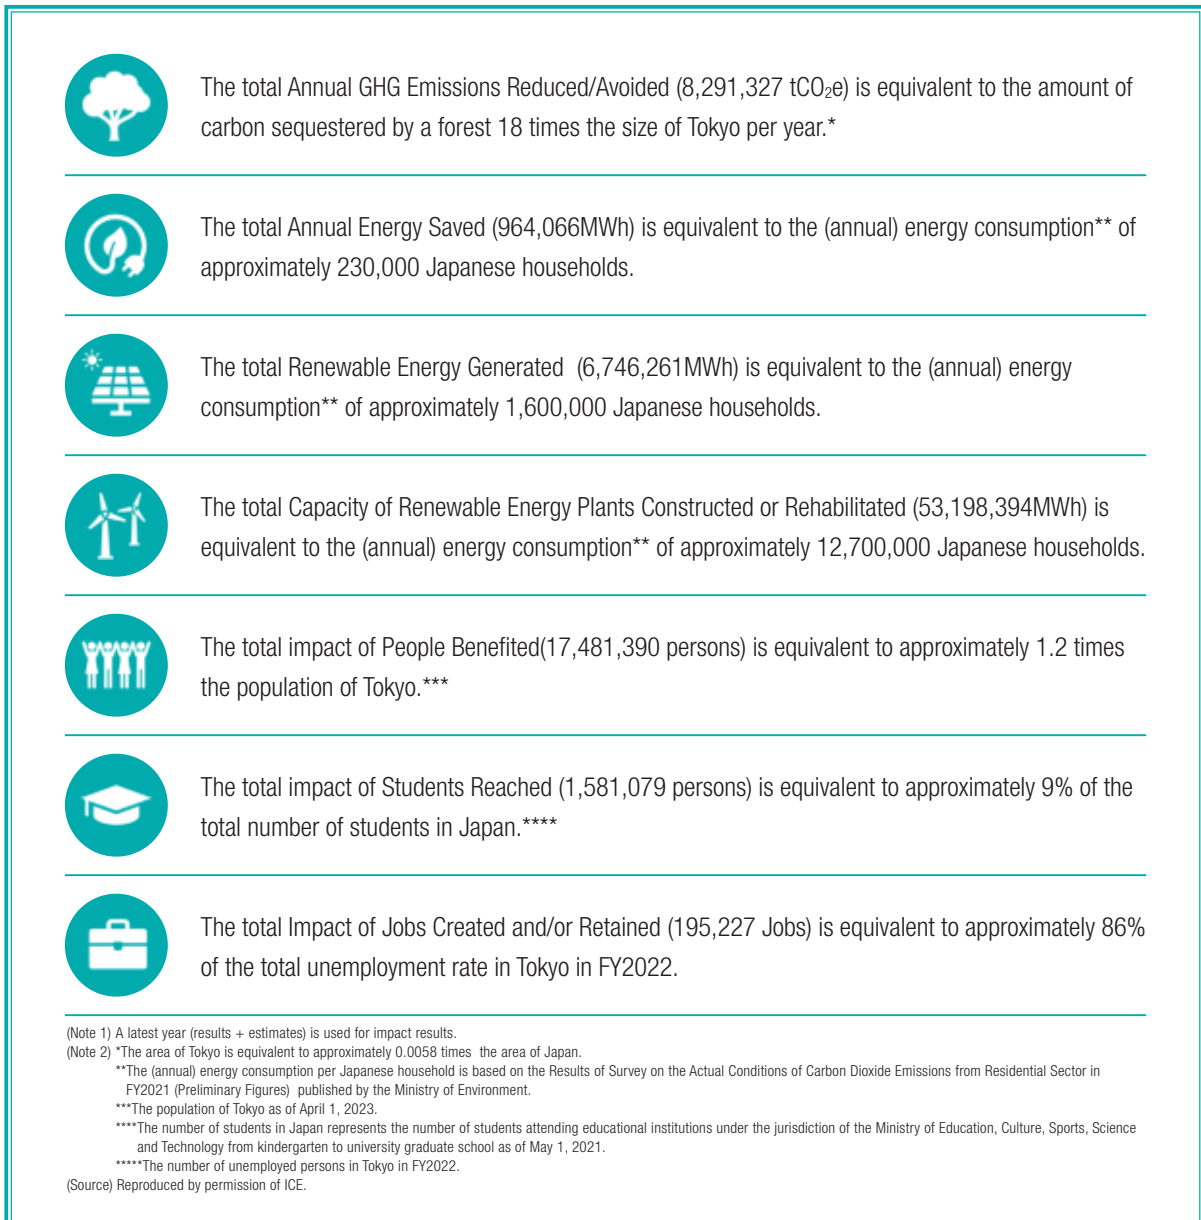 The total Annual GHG Emissions Reduced/Avoided (8,291,327 tCO₂e) is equivalent to the amount of
carbon sequestered by a forest 18 times the size of Tokyo per year.*
The total Annual Energy Saved (964,066MWh) is equivalent to the (annual) energy consumption** of
approximately 230,000 Japanese households.
The total Renewable Energy Generated (6,746,261MWh) is equivalent to the (annual) energy
consumption** of approximately 1,600,000 Japanese households.
The total Capacity of Renewable Energy Plants Constructed or Rehabilitated (53,198,394MWh) is
equivalent to the (annual) energy consumption** of approximately 12,700,000 Japanese households.
The total impact of People Benefited(17,481,390 persons) is equivalent to approximately 1.2 times
the population of Tokyo.***
The total impact of Students Reached (1,581,079 persons) is equivalent to approximately 9% of the
total number of students in Japan.****
The total Impact of Jobs Created and/or Retained (195,227 Jobs) is equivalent to approximately 86%
of the total unemployment rate in Tokyo in FY2022.
(Note 1) A latest year (results + estimates) is used for impact results.
(Note 2) *The area of Tokyo is equivalent to approximately 0.0058 times the area of Japan.
**The (annual) energy consumption per Japanese household is based on the Results of Survey on the Actual Conditions of Carbon Dioxide Emissions from Residential Sector in
FY2021 (Preliminary Figures) published by the Ministry of Environment.
***The population of Tokyo as of April 1, 2023.
****The number of students in Japan represents the number of students attending educational institutions under the jurisdiction of the Ministry of Education, Culture, Sports, Science
and Technology from kindergarten to university graduate school as of May 1, 2021.
*****The number of unemployed persons in Tokyo in FY2022.
(Source) Reproduced by permission of ICE.